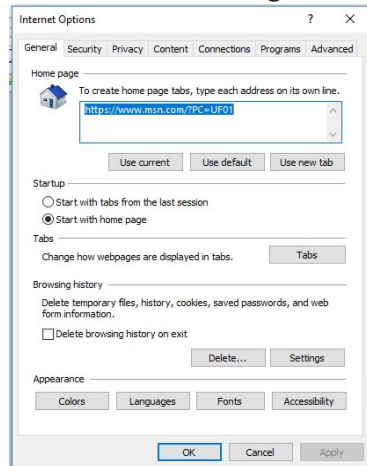 Internet Options ? X
General Security Privacy Content Connections Programs Advanced
Home page
To create home page tabs, type each address on its own line.
https://www.msn.com/?PC=UF01
Use current Use default Use new tab
Startup
Start with tabs from the last session
Start with home page
Tabs
Change how webpages are displayed in tabs. Tabs
Browsing history
Delete temporary files, history, cookies, saved passwords, and web
form information.
Delete browsing history on exit
Delete... Settings
Appearance
Colors Languages Fonts Accessibility
OK Cancel Apply